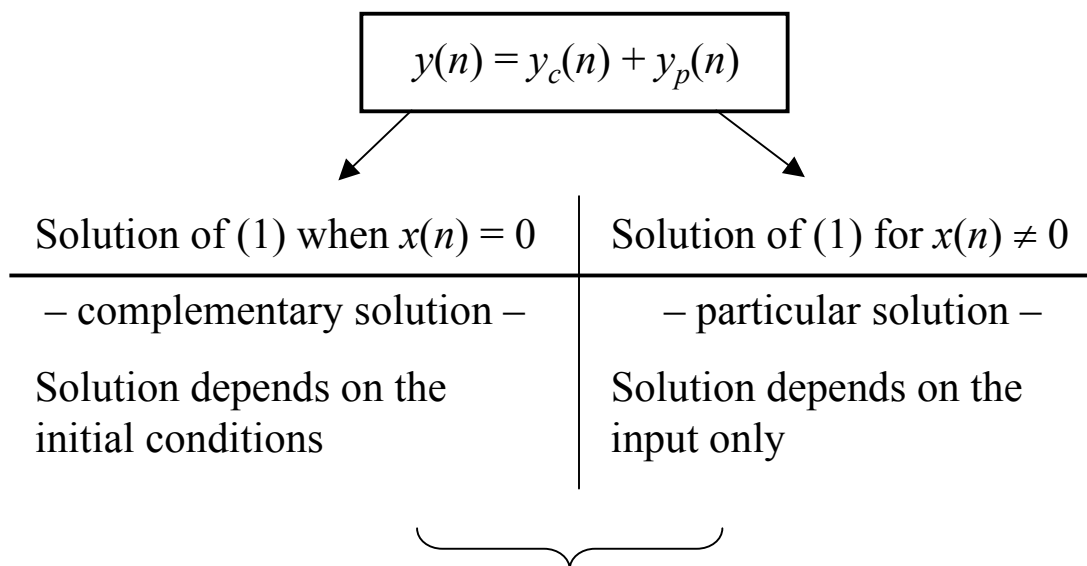 y(n) = y_c(n) + y_p(n)
Solution of (1) when x(n) = 0
Solution of (1) for x(n) ≠ 0
– complementary solution –
– particular solution –
Solution depends on the
initial conditions
Solution depends on the
input only